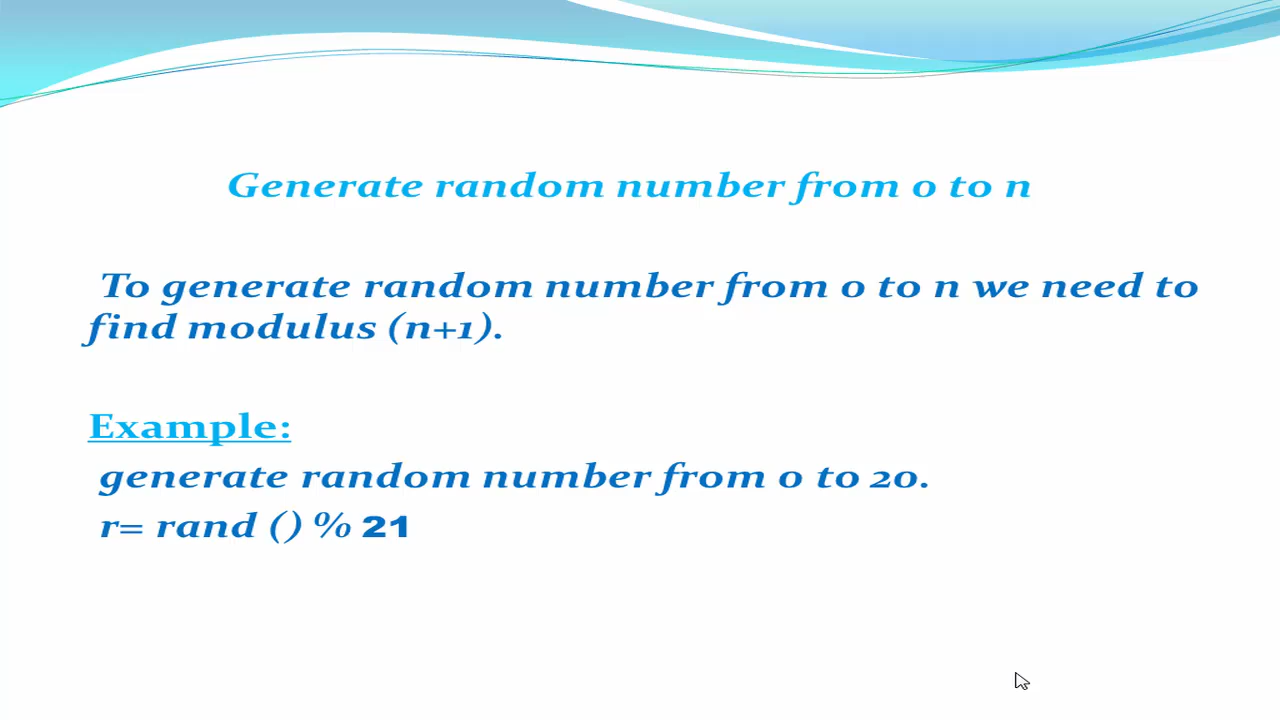 Generate random number from 0 to n
To generate random number from 0 to n we need to
find modulus (n+1).
Example:
generate random number from 0 to 20.
r= rand () % 21